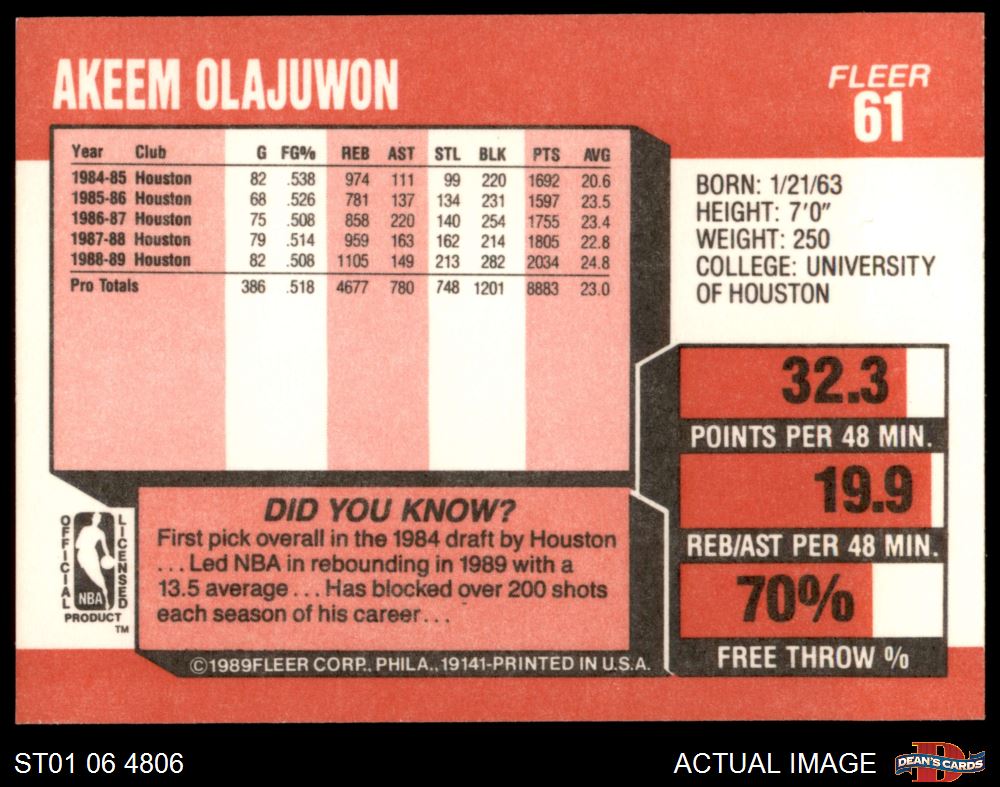 AKEEM OLAJUWON
FLEER
61
Year Club G FG% REB AST STL BLK PTS AVG
1984-85 Houston 82 .538 974 111 99 220 1692 20.6
1985-86 Houston 68 .526 781 137 134 231 1597 23.5
1986-87 Houston 75 .508 858 220 140 254 1755 23.4
1987-88 Houston 79 .514 959 163 162 214 1805 22.8
1988-89 Houston 82 .508 1105 149 213 282 2034 24.8
Pro Totals 386 .518 4677 780 748 1201 8883 23.0
BORN: 1/21/63
HEIGHT: 7'0"
WEIGHT: 250
COLLEGE: UNIVERSITY
OF HOUSTON
32.3
POINTS PER 48 MIN.
19.9
REB/AST PER 48 MIN.
70%
FREE THROW %
DID YOU KNOW?
First pick overall in the 1984 draft by Houston
...Led NBA in rebounding in 1989 with a
13.5 average...Has blocked over 200 shots
each season of his career...
OFFICIAL
LICENSED
NBA
PRODUCT
TM
©1989FLEER CORP., PHILA., 19141-PRINTED IN U.S.A.
ST01 06 4806
ACTUAL IMAGE
D
DEAN'S CARDS